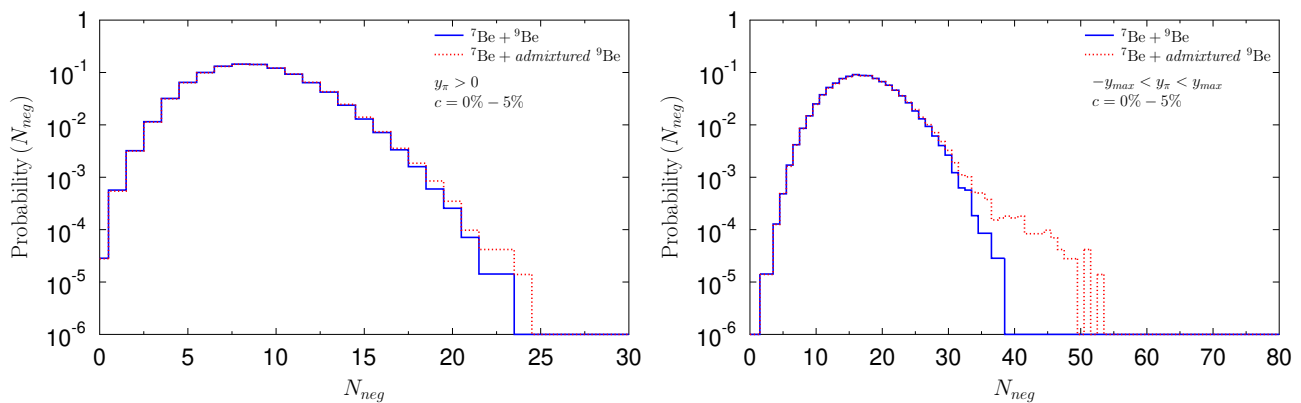 1
10⁻¹
10⁻²
10⁻³
10⁻⁴
10⁻⁵
10⁻⁶
Probability (N_neg)
⁷Be + ⁹Be
⁷Be + admixtured ⁹Be
y_π > 0
c = 0% − 5%
0 5 10 15 20 25 30
N_neg
1
10⁻¹
10⁻²
10⁻³
10⁻⁴
10⁻⁵
10⁻⁶
Probability (N_neg)
⁷Be + ⁹Be
⁷Be + admixtured ⁹Be
−y_max < y_π < y_max
c = 0% − 5%
0 10 20 30 40 50 60 70 80
N_neg